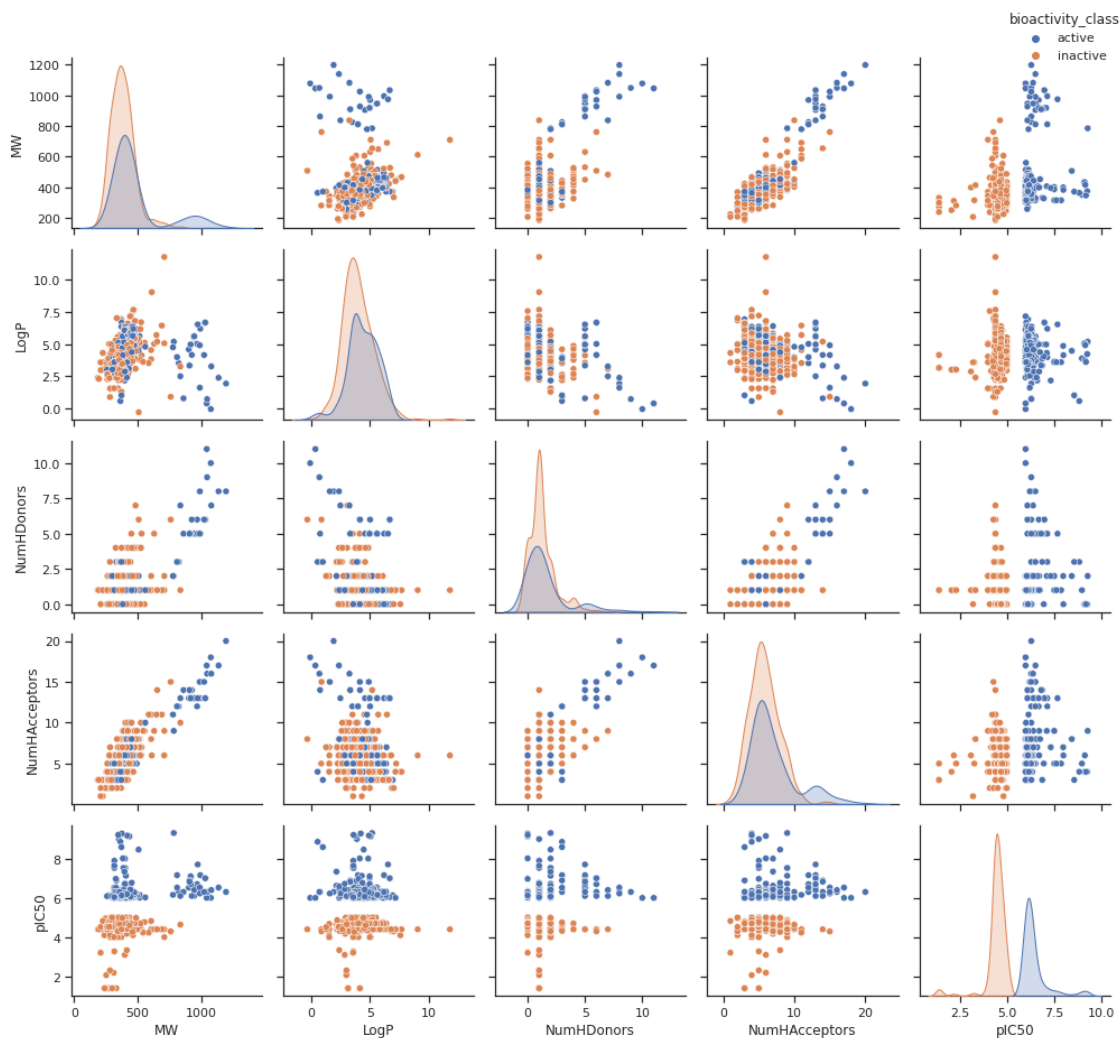 bioactivity_class
active
inactive
1200
1000
800
600
400
200
MW
10.0
7.5
5.0
2.5
0.0
LogP
10.0
7.5
5.0
2.5
0.0
NumHDonors
20
15
10
5
NumHAcceptors
8
6
4
2
pIC50
0 500 1000
0 5 10
0 5 10
0 10 20
2.5 5.0 7.5 10.0
MW LogP NumHDonors NumHAcceptors pIC50